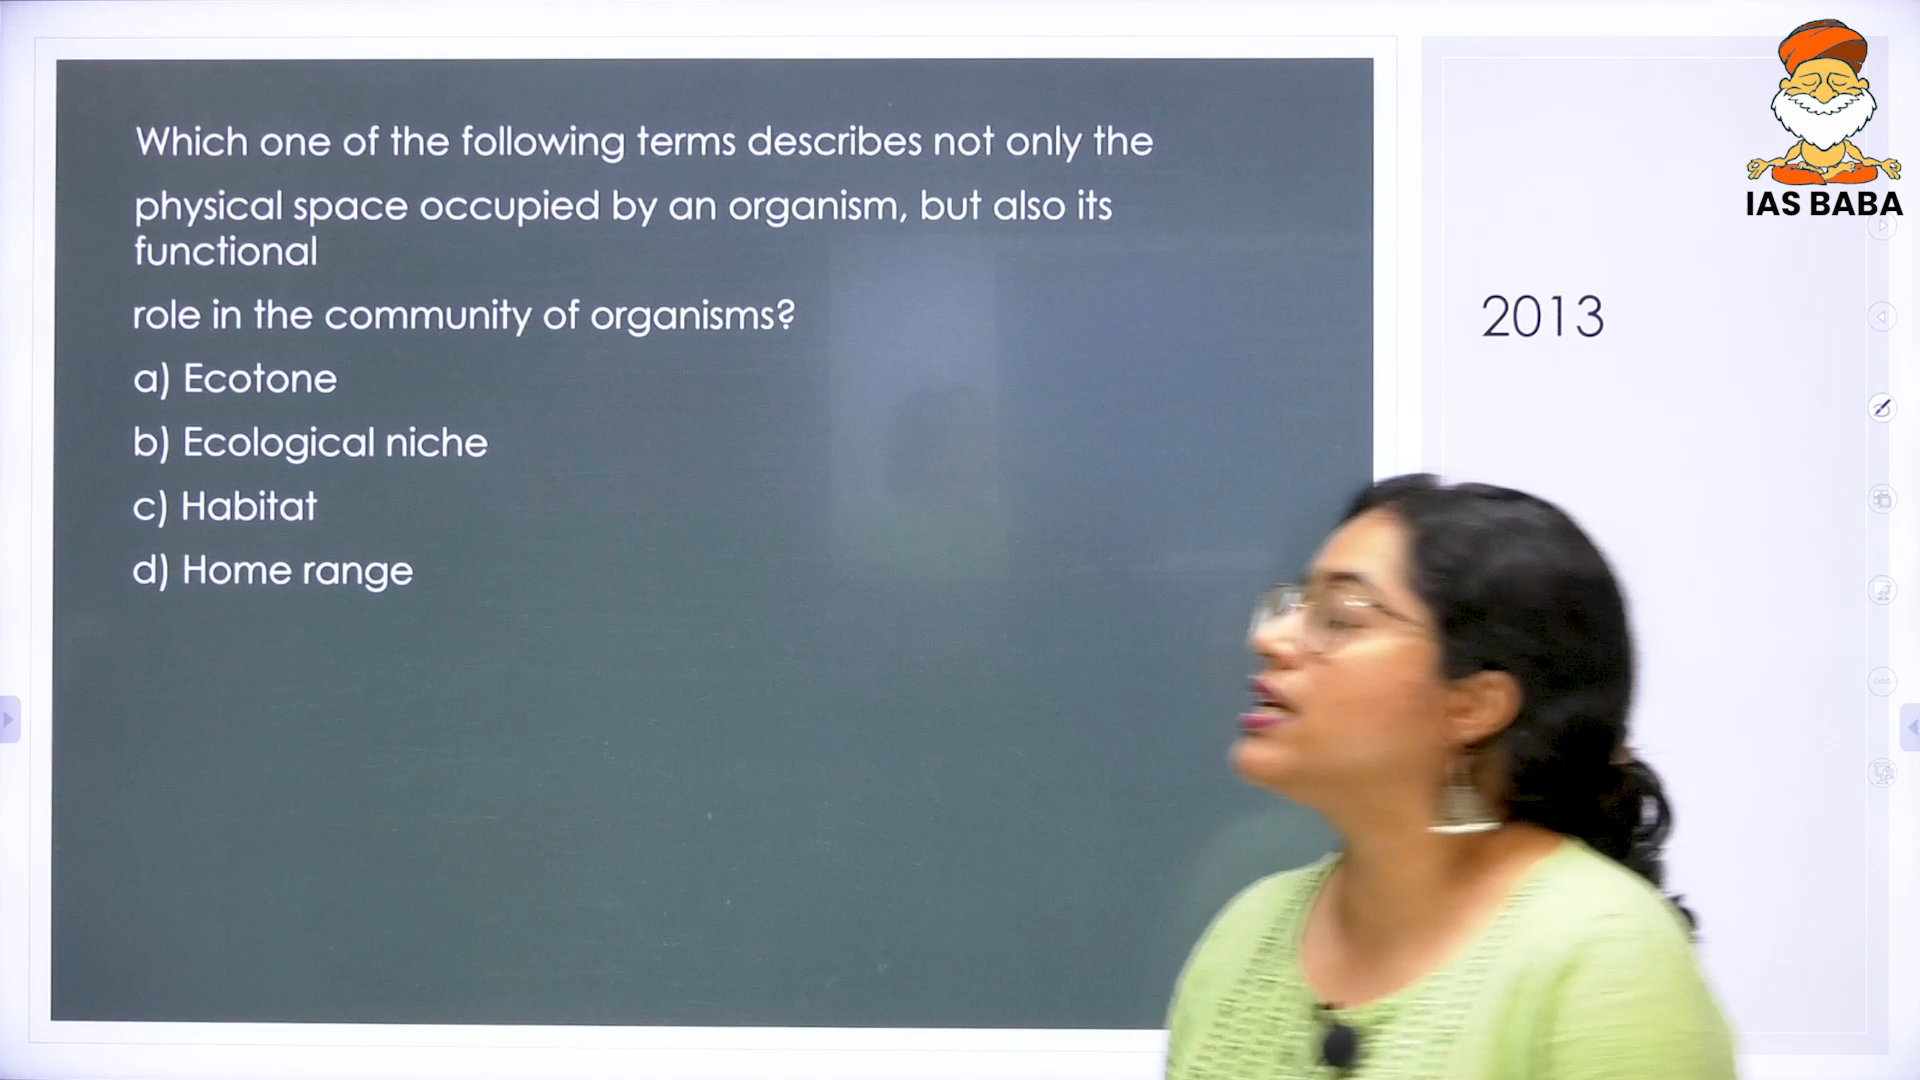 Which one of the following terms describes not only the
physical space occupied by an organism, but also its
functional
role in the community of organisms?
a) Ecotone
b) Ecological niche
c) Habitat
d) Home range
2013
IAS BABA